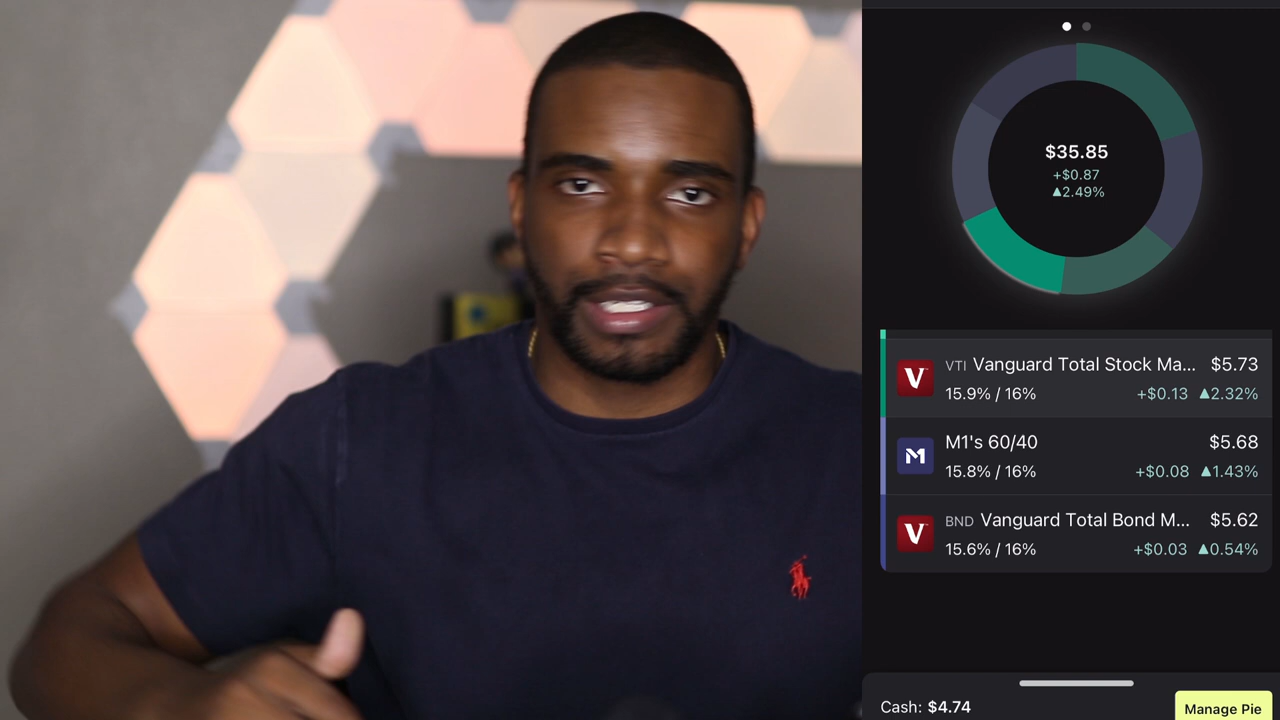 $35.85
+$0.87
▲2.49%
VTI Vanguard Total Stock Ma... $5.73
15.9% / 16% +$0.13 ▲2.32%
M1's 60/40 $5.68
15.8% / 16% +$0.08 ▲1.43%
BND Vanguard Total Bond M... $5.62
15.6% / 16% +$0.03 ▲0.54%
Cash: $4.74 Manage Pie